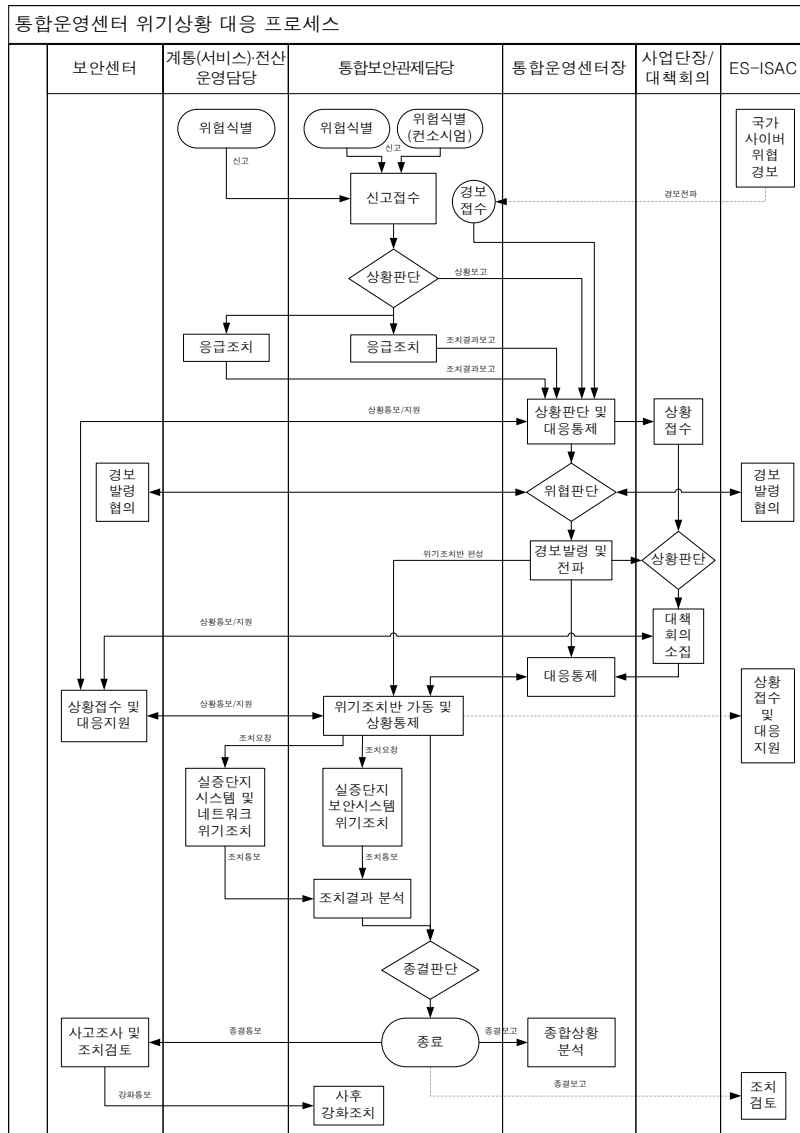 통합운영센터 위기상황 대응 프로세스
보안센터
계통(서비스)·전산
운영담당
통합보안관제담당
통합운영센터장
사업단장/
대책회의
ES-ISAC
위험식별
위험식별
위험식별
(컨소시엄)
국가
사이버
위협
경보
신고
신고
신고접수
경보
접수
경보전파
상황판단
상황보고
응급조치
응급조치
조치결과보고
조치결과보고
상황통보/지원
상황판단 및
대응통제
상황
접수
경보
발령
협의
위협판단
경보
발령
협의
위기조치반 편성
경보발령 및
전파
상황판단
상황통보/지원
대책
회의
소집
대응통제
상황접수 및
대응지원
상황통보/지원
위기조치반 가동 및
상황통제
상황
접수
및
대응
지원
조치요청
조치요청
실증단지
시스템 및
네트워크
위기조치
실증단지
보안시스템
위기조치
조치통보
조치통보
조치결과 분석
종결판단
사고조사 및
조치검토
종결통보
종료
종결보고
종합상황
분석
강화통보
사후
강화조치
종결보고
조치
검토